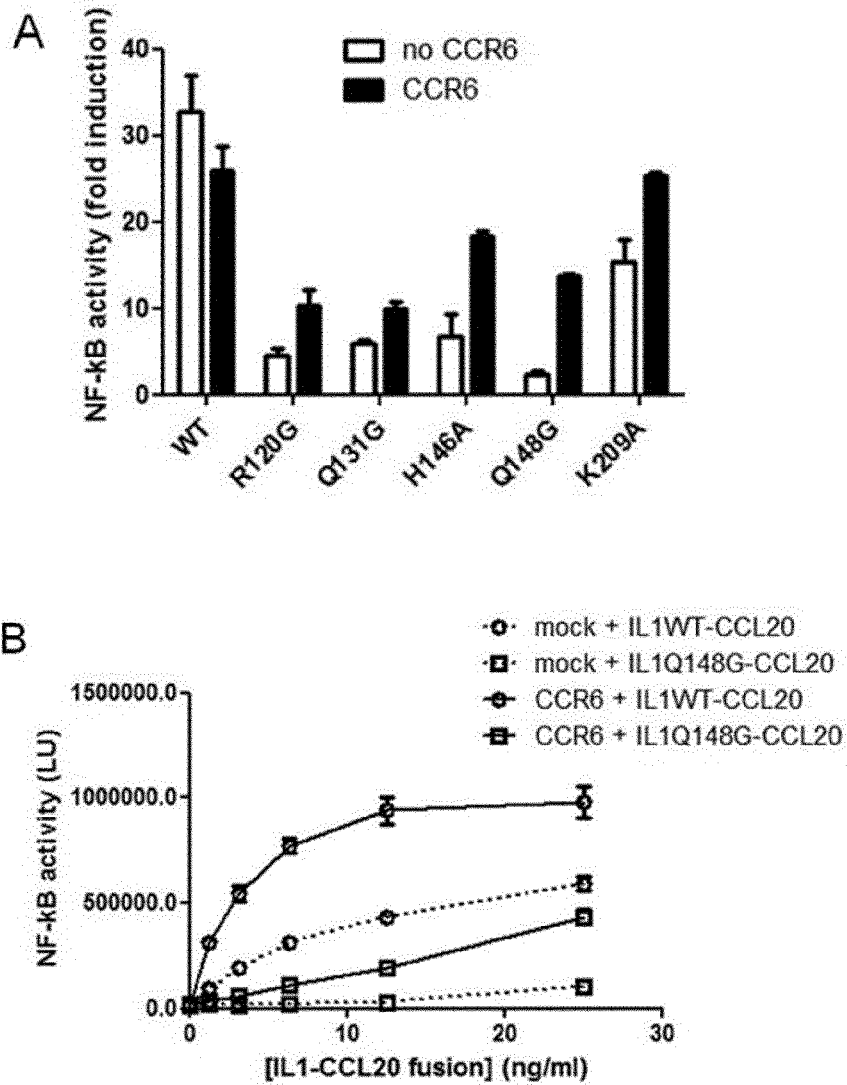 A
no CCR6
CCR6
NF-kB activity (fold induction)
40
30
20
10
0
WT
R120G
Q131G
H146A
Q148G
K209A
B
mock + IL1WT-CCL20
mock + IL1Q148G-CCL20
CCR6 + IL1WT-CCL20
CCR6 + IL1Q148G-CCL20
NF-kB activity (LU)
1500000.0
1000000.0
500000.0
0.0
0
10
20
30
[IL1-CCL20 fusion] (ng/ml)